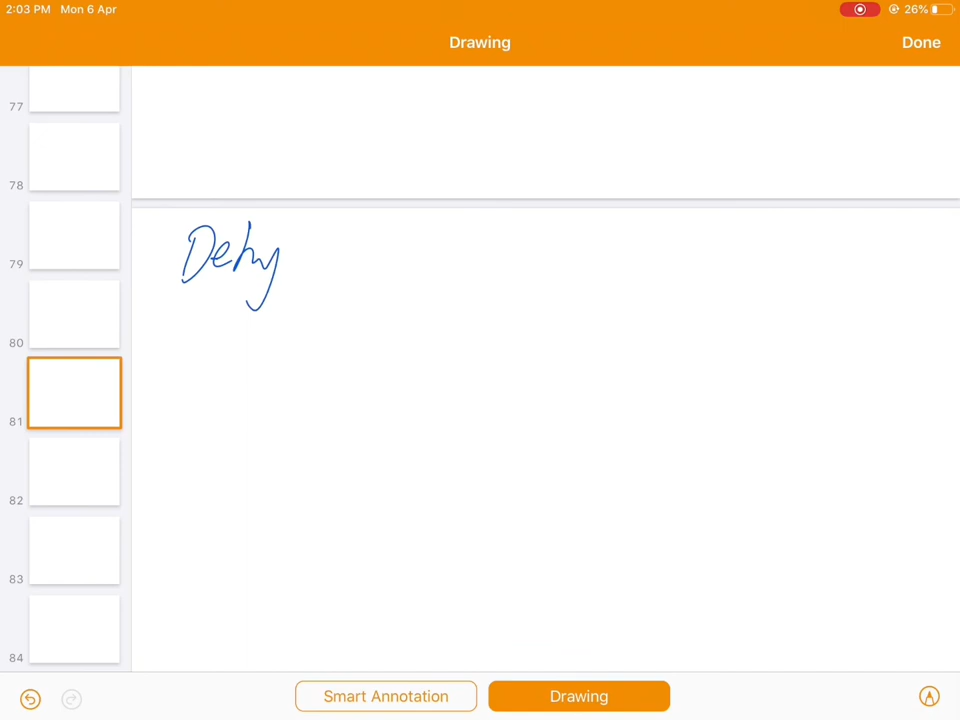 2:03 PM Mon 6 Apr
26%
Drawing
Done
77
78
79
80
81
82
83
84
Dehy
Smart Annotation
Drawing